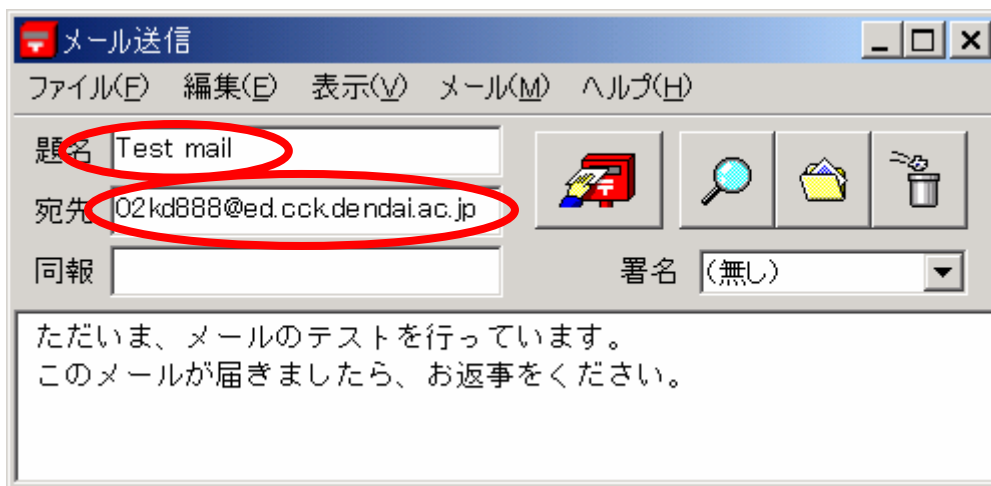 メール送信
ファイル(F) 編集(E) 表示(V) メール(M) ヘルプ(H)
題名 Test mail
宛先 02kd888@ed.cck.dendai.ac.jp
同報
署名 (無し)
ただいま、メールのテストを行っています。
このメールが届きましたら、お返事をください。